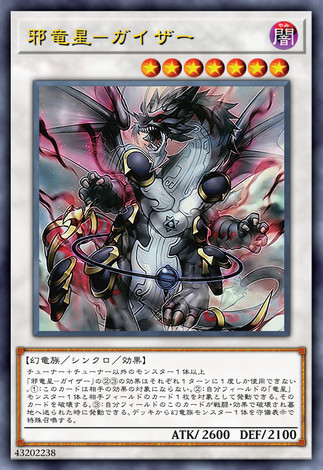 邪竜星－ガイザー
やみ
闇
【幻竜族／シンクロ／効果】
チューナー＋チューナー以外のモンスター１体以上
「邪竜星－ガイザー」の②③の効果はそれぞれ１ターンに１度しか使用できない。
①：このカードは相手の効果の対象にならない。②：自分フィールドの「竜星」
モンスター１体と相手フィールドのカード１枚を対象として発動できる。その
カードを破壊する。③：自分フィールドのこのカードが戦闘・効果で破壊され墓
地へ送られた時に発動できる。デッキから幻竜族モンスター１体を守備表示で
特殊召喚する。
ATK/ 2600 DEF/2100
43202238